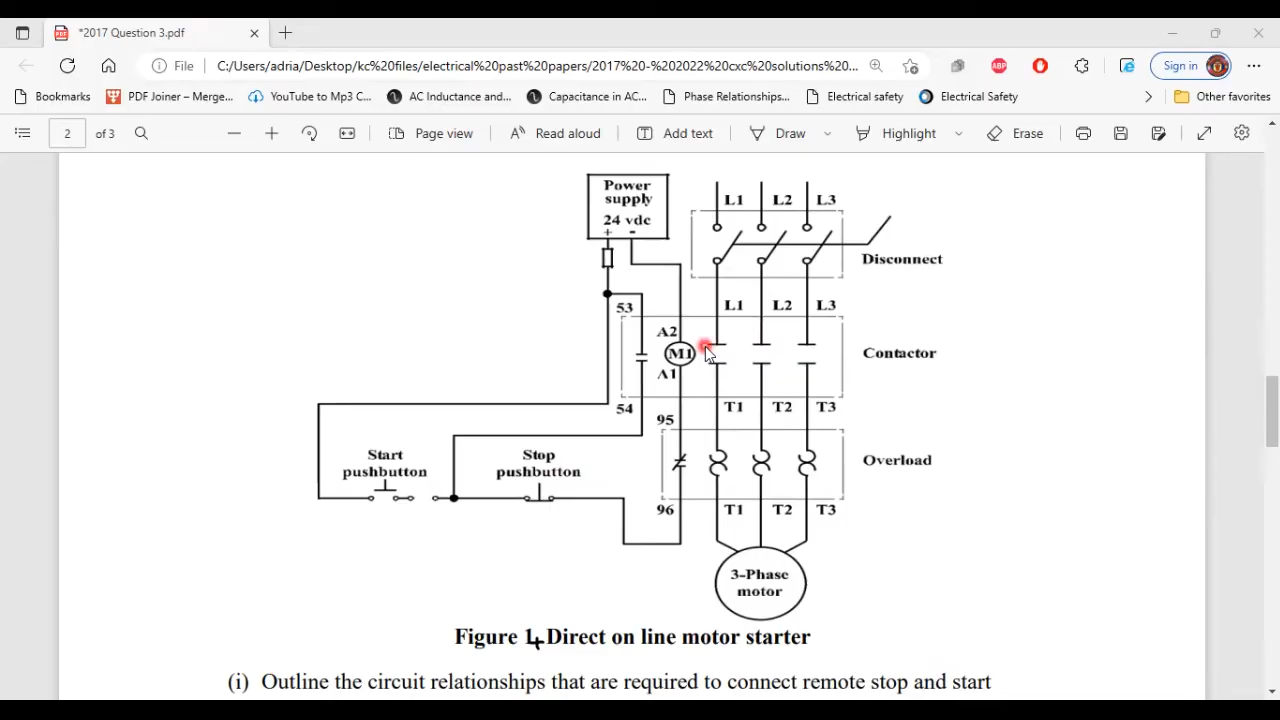 *2017 Question 3.pdf
File
C:/Users/adria/Desktop/kc%20files/electrical%20past%20papers/2017%20-%202022%20cxc%20solutions%20...
Sign in
Bookmarks
PDF Joiner – Merge...
YouTube to Mp3 C...
AC Inductance and...
Capacitance in AC...
Phase Relationships...
Electrical safety
Electrical Safety
Other favorites
2 of 3
Page view
Read aloud
Add text
Draw
Highlight
Erase
Power
supply
24 vdc
+ -
L1 L2 L3
Disconnect
53
L1 L2 L3
A2
M1
A1
Contactor
54
T1 T2 T3
95
Start
pushbutton
Stop
pushbutton
Overload
96
T1 T2 T3
3-Phase
motor
Figure 14 Direct on line motor starter
(i) Outline the circuit relationships that are required to connect remote stop and start